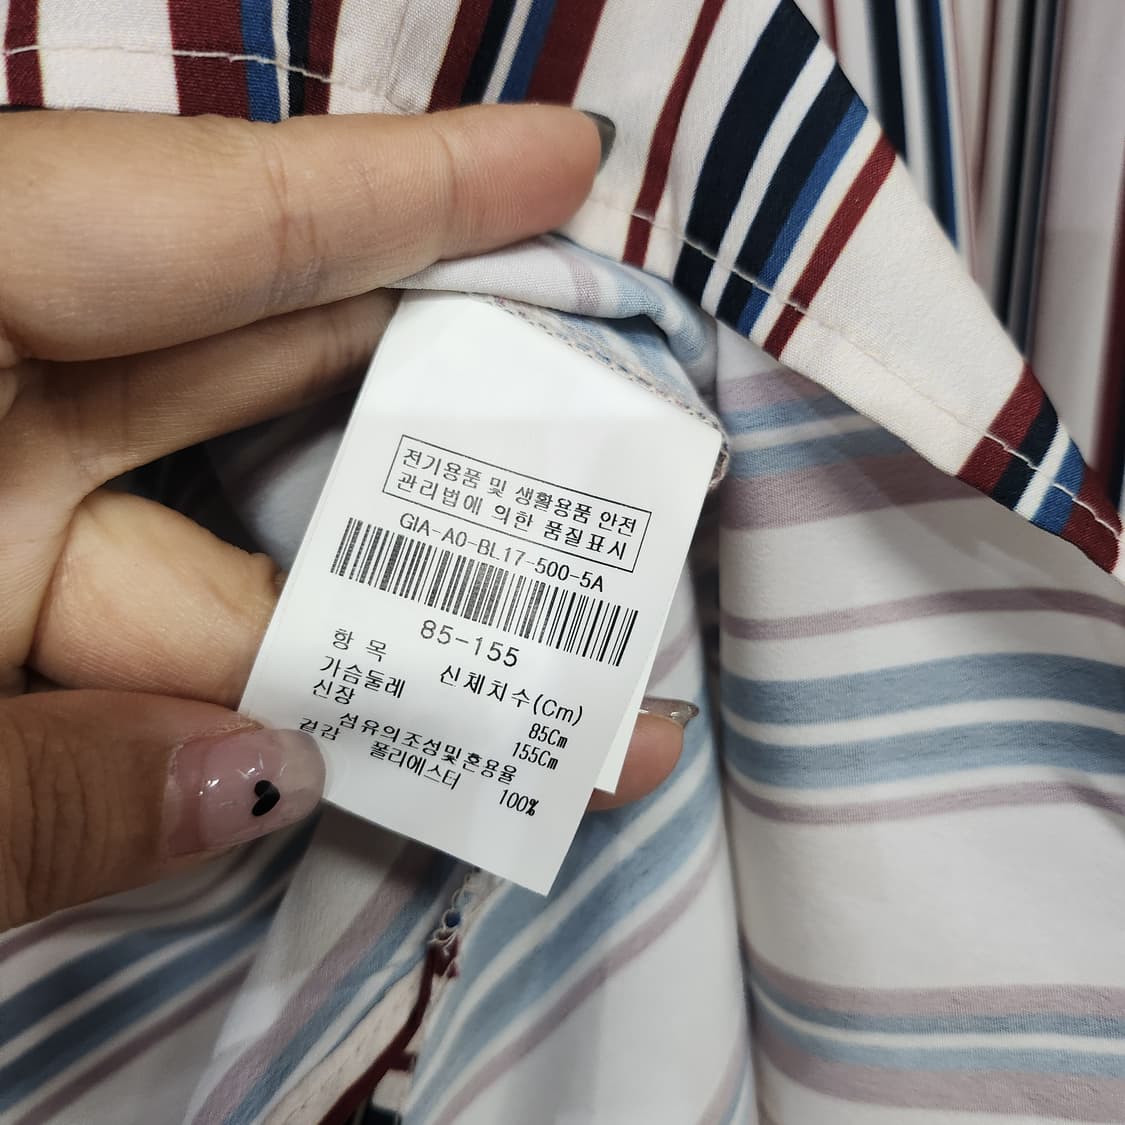 전기용품 및 생활용품 안전
관리법에 의한 품질표시
GIA-A0-BL17-500-5A
85-155
항 목 신체치수(Cm)
가슴둘레 85Cm
신장 155Cm
섬유의조성및혼용율
겉감 폴리에스터 100%